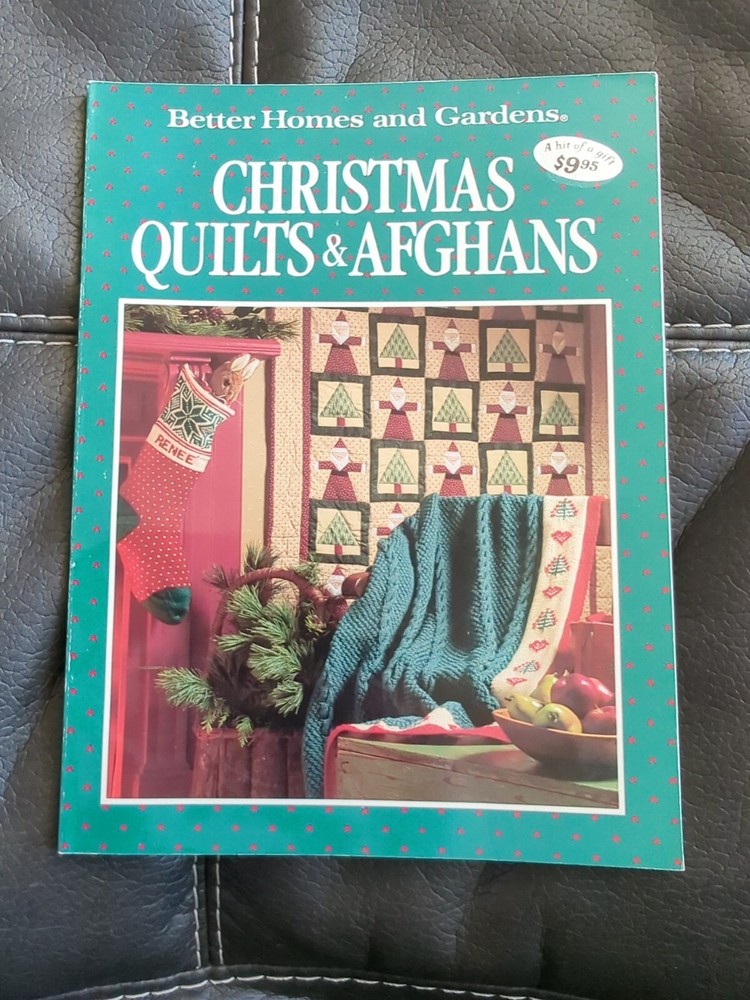 Better Homes and Gardens®
A hit of a gift
$9.95
CHRISTMAS
QUILTS & AFGHANS
RENEE